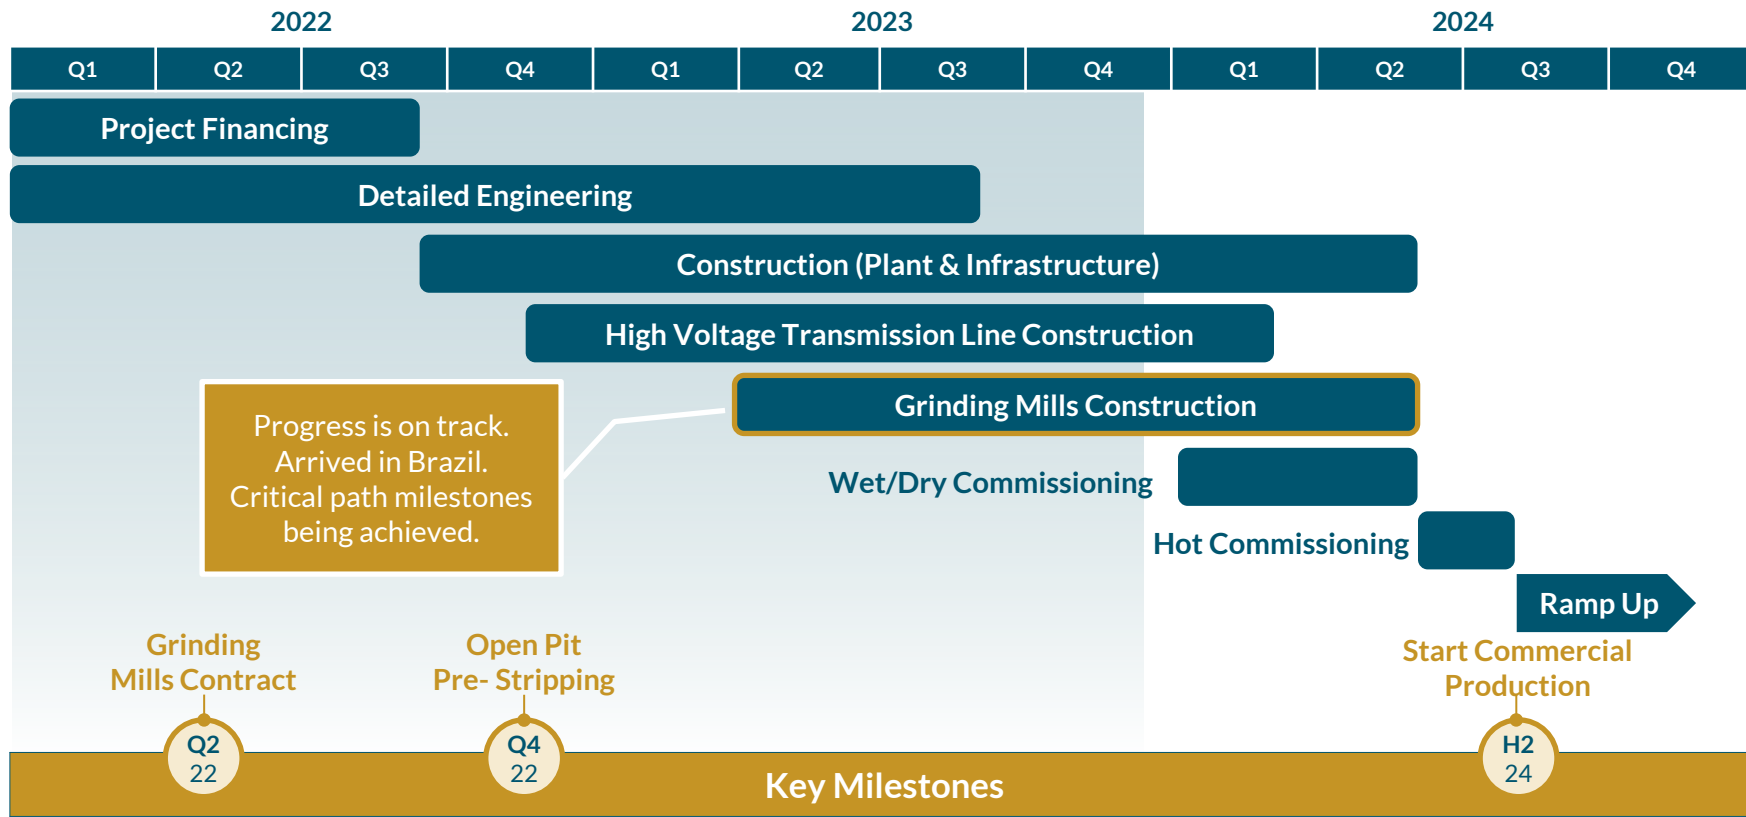 2022 2023 2024
Q1 Q2 Q3 Q4 Q1 Q2 Q3 Q4 Q1 Q2 Q3 Q4
Project Financing
Detailed Engineering
Construction (Plant & Infrastructure)
High Voltage Transmission Line Construction
Grinding Mills Construction
Progress is on track.
Arrived in Brazil.
Critical path milestones
being achieved.
Wet/Dry Commissioning
Hot Commissioning
Ramp Up
Grinding
Mills Contract
Open Pit
Pre- Stripping
Start Commercial
Production
Q2
22
Q4
22
H2
24
Key Milestones